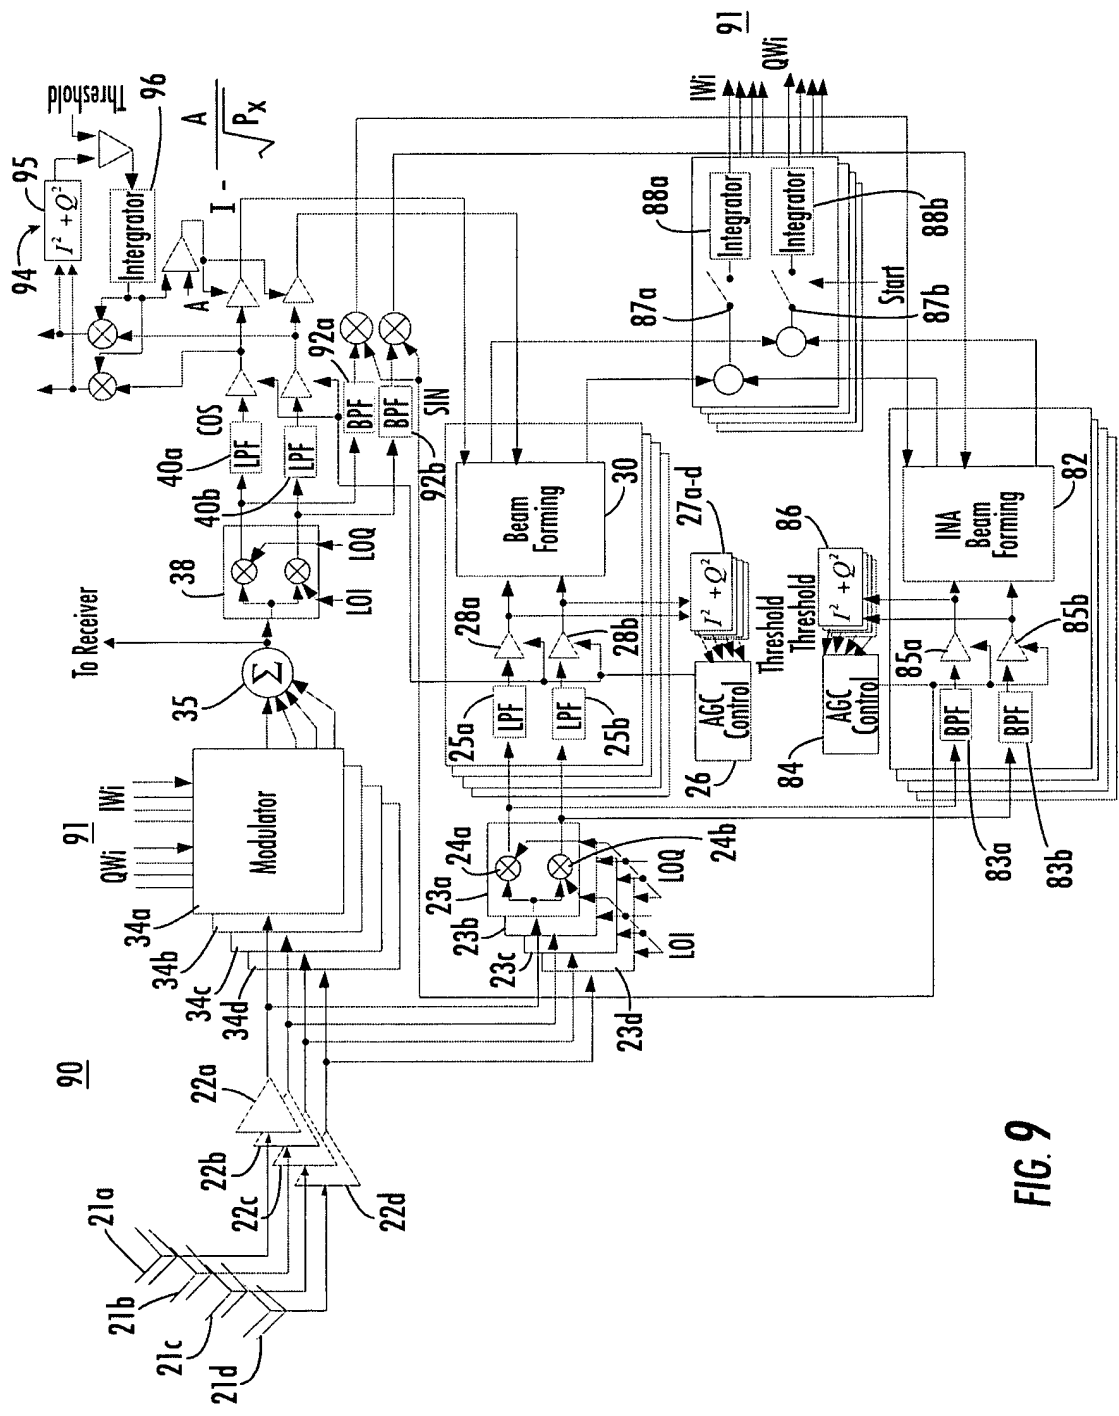 90
21a
21b
21c
21d
22a
22b
22c
22d
34a
34b
34c
34d
QWi
91
IWi
Modulator
35
Σ
To Receiver
38
LOI
LOQ
40a
LPF
COS
40b
LPF
92a
BPF
BPF
92b
SIN
94
95
I² + Q²
Threshold
Intergrator
96
A
I - A / √Px
23a
23b
23c
23d
24a
24b
LOI
LOQ
25a
LPF
LPF
25b
28a
28b
Beam
Forming
30
26
AGC
Control
27a-d
I² + Q²
Threshold
Threshold
84
AGC
Control
86
I² + Q²
83a
BPF
BPF
83b
85a
85b
INA
Beam
Forming
82
87a
87b
Start
88a
Integrator
Integrator
88b
IWi
QWi
91
FIG. 9